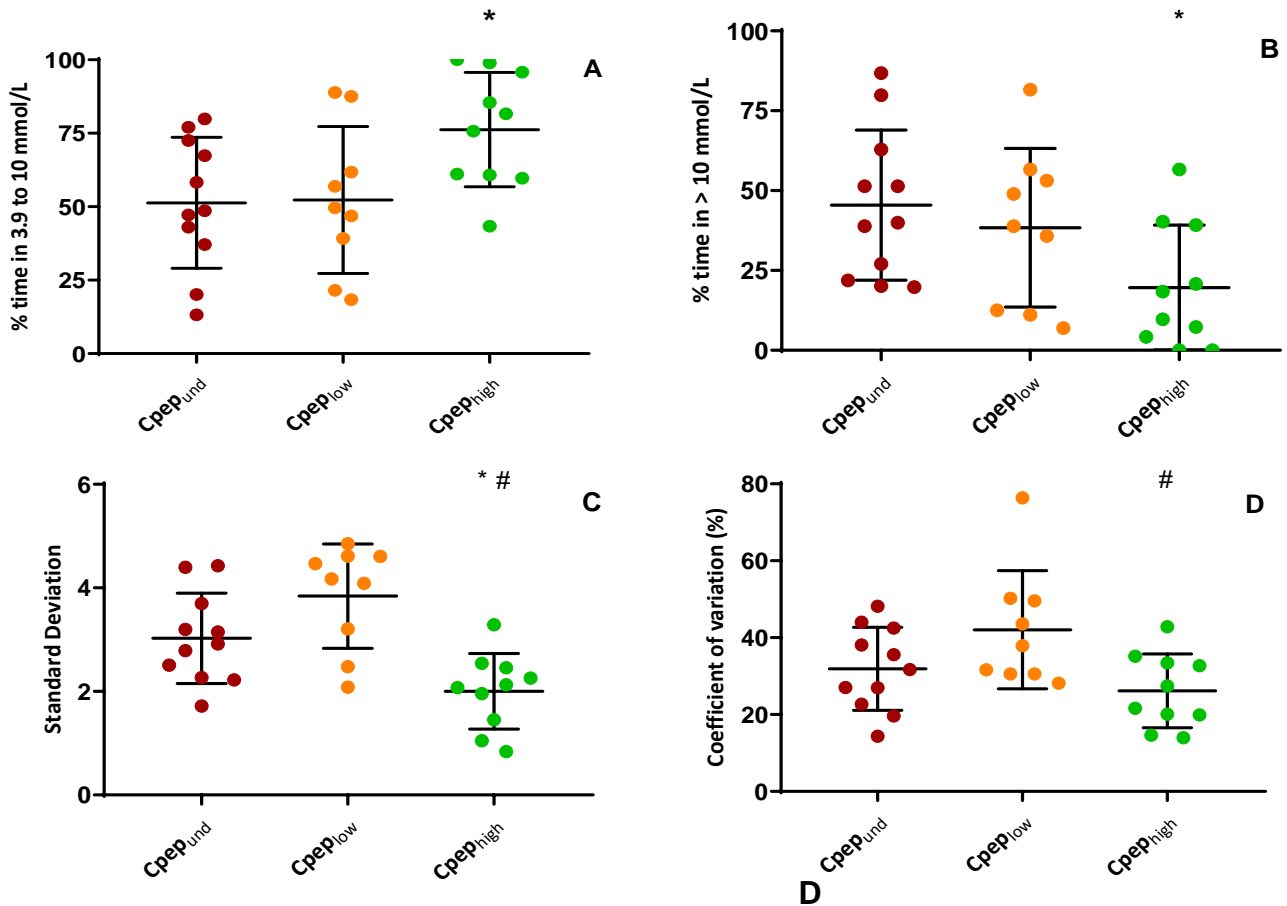 *
A
% time in 3.9 to 10 mmol/L
100
75
50
25
0
Cpepund
Cpeplow
Cpephigh
*
B
% time in > 10 mmol/L
100
75
50
25
0
Cpepund
Cpeplow
Cpephigh
* #
C
Standard Deviation
6
4
2
0
Cpepund
Cpeplow
Cpephigh
#
D
Coefficient of variation (%)
80
60
40
20
0
Cpepund
Cpeplow
Cpephigh
D